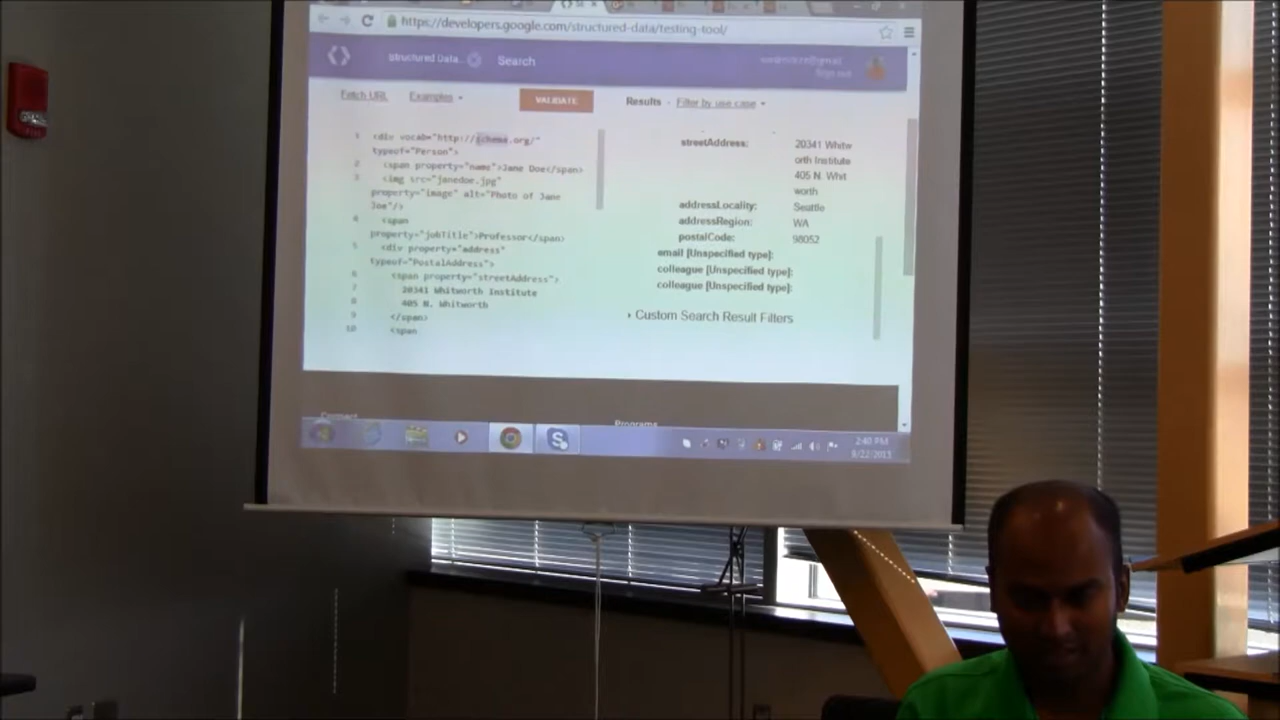 https://developers.google.com/structured-data/testing-tool/
Structured Data...
Search
Sign out
Fetch URL
Examples
VALIDATE
Results
Filter by use case
1 <div vocab="http://schema.org/"
typeof="Person">
2 <span property="name">Jane Doe</span>
3 <img src="janedoe.jpg"
property="image" alt="Photo of Jane
Joe"/>
4 <span
property="jobTitle">Professor</span>
5 <div property="address"
typeof="PostalAddress">
6 <span property="streetAddress">
7 20341 Whitworth Institute
8 405 N. Whitworth
9 </span>
10 <span
streetAddress: 20341 Whitw
orth Institute
405 N. Whit
worth
addressLocality: Seattle
addressRegion: WA
postalCode: 98052
email [Unspecified type]:
colleague [Unspecified type]:
colleague [Unspecified type]:
Custom Search Result Filters
Connect
Programs
2:40 PM
8/22/2015